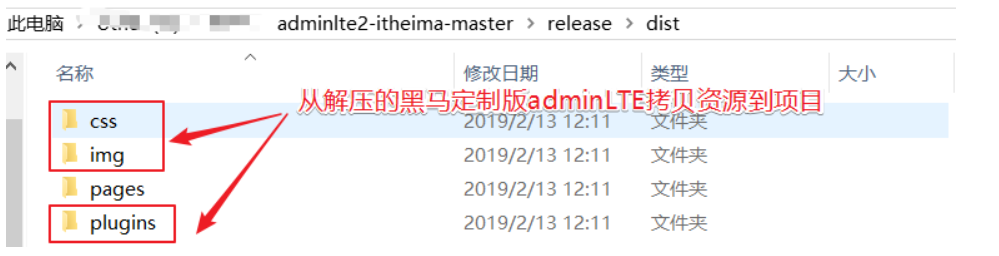 此电脑 › adminlte2-itheima-master › release › dist
名称 修改日期 类型 大小
从解压的黑马定制版adminLTE拷贝资源到项目
css 2019/2/13 12:11 文件夹
img 2019/2/13 12:11 文件夹
pages 2019/2/13 12:11 文件夹
plugins 2019/2/13 12:11 文件夹